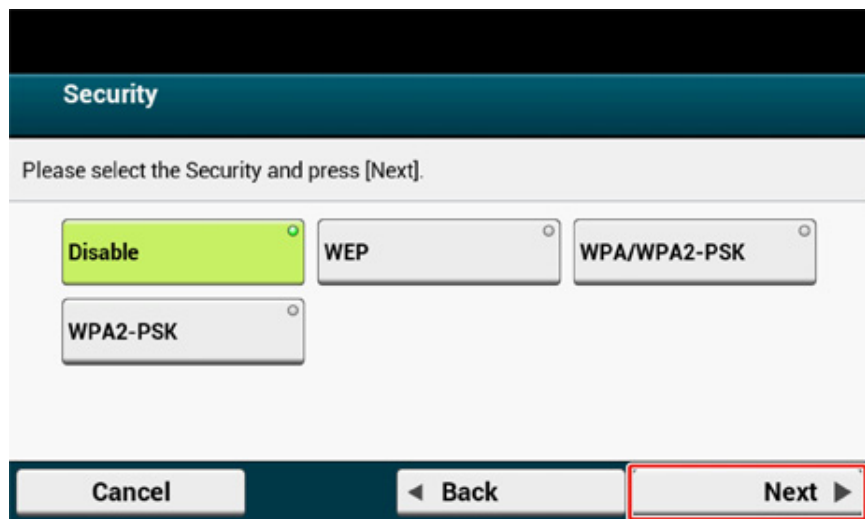 Security
Please select the Security and press [Next].
Disable
WEP
WPA/WPA2-PSK
WPA2-PSK
Cancel
Back
Next